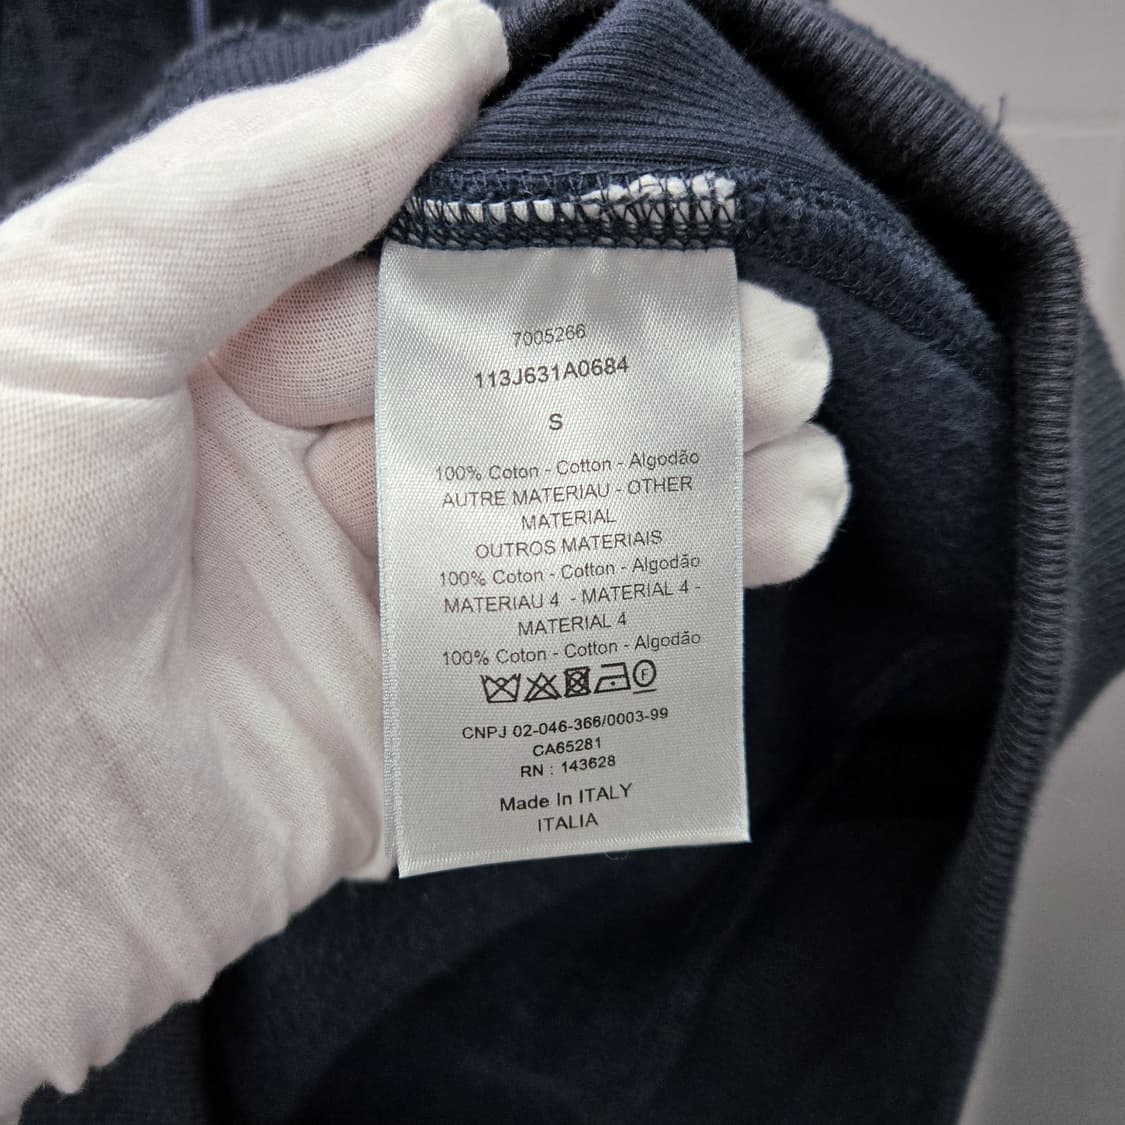 7005266
113J631A0684
S
100% Coton - Cotton - Algodão
AUTRE MATERIAU - OTHER
MATERIAL
OUTROS MATERIAIS
100% Coton - Cotton - Algodão
MATERIAU 4 - MATERIAL 4 -
MATERIAL 4
100% Coton - Cotton - Algodão
F
CNPJ 02-046-366/0003-99
CA65281
RN : 143628
Made In ITALY
ITALIA